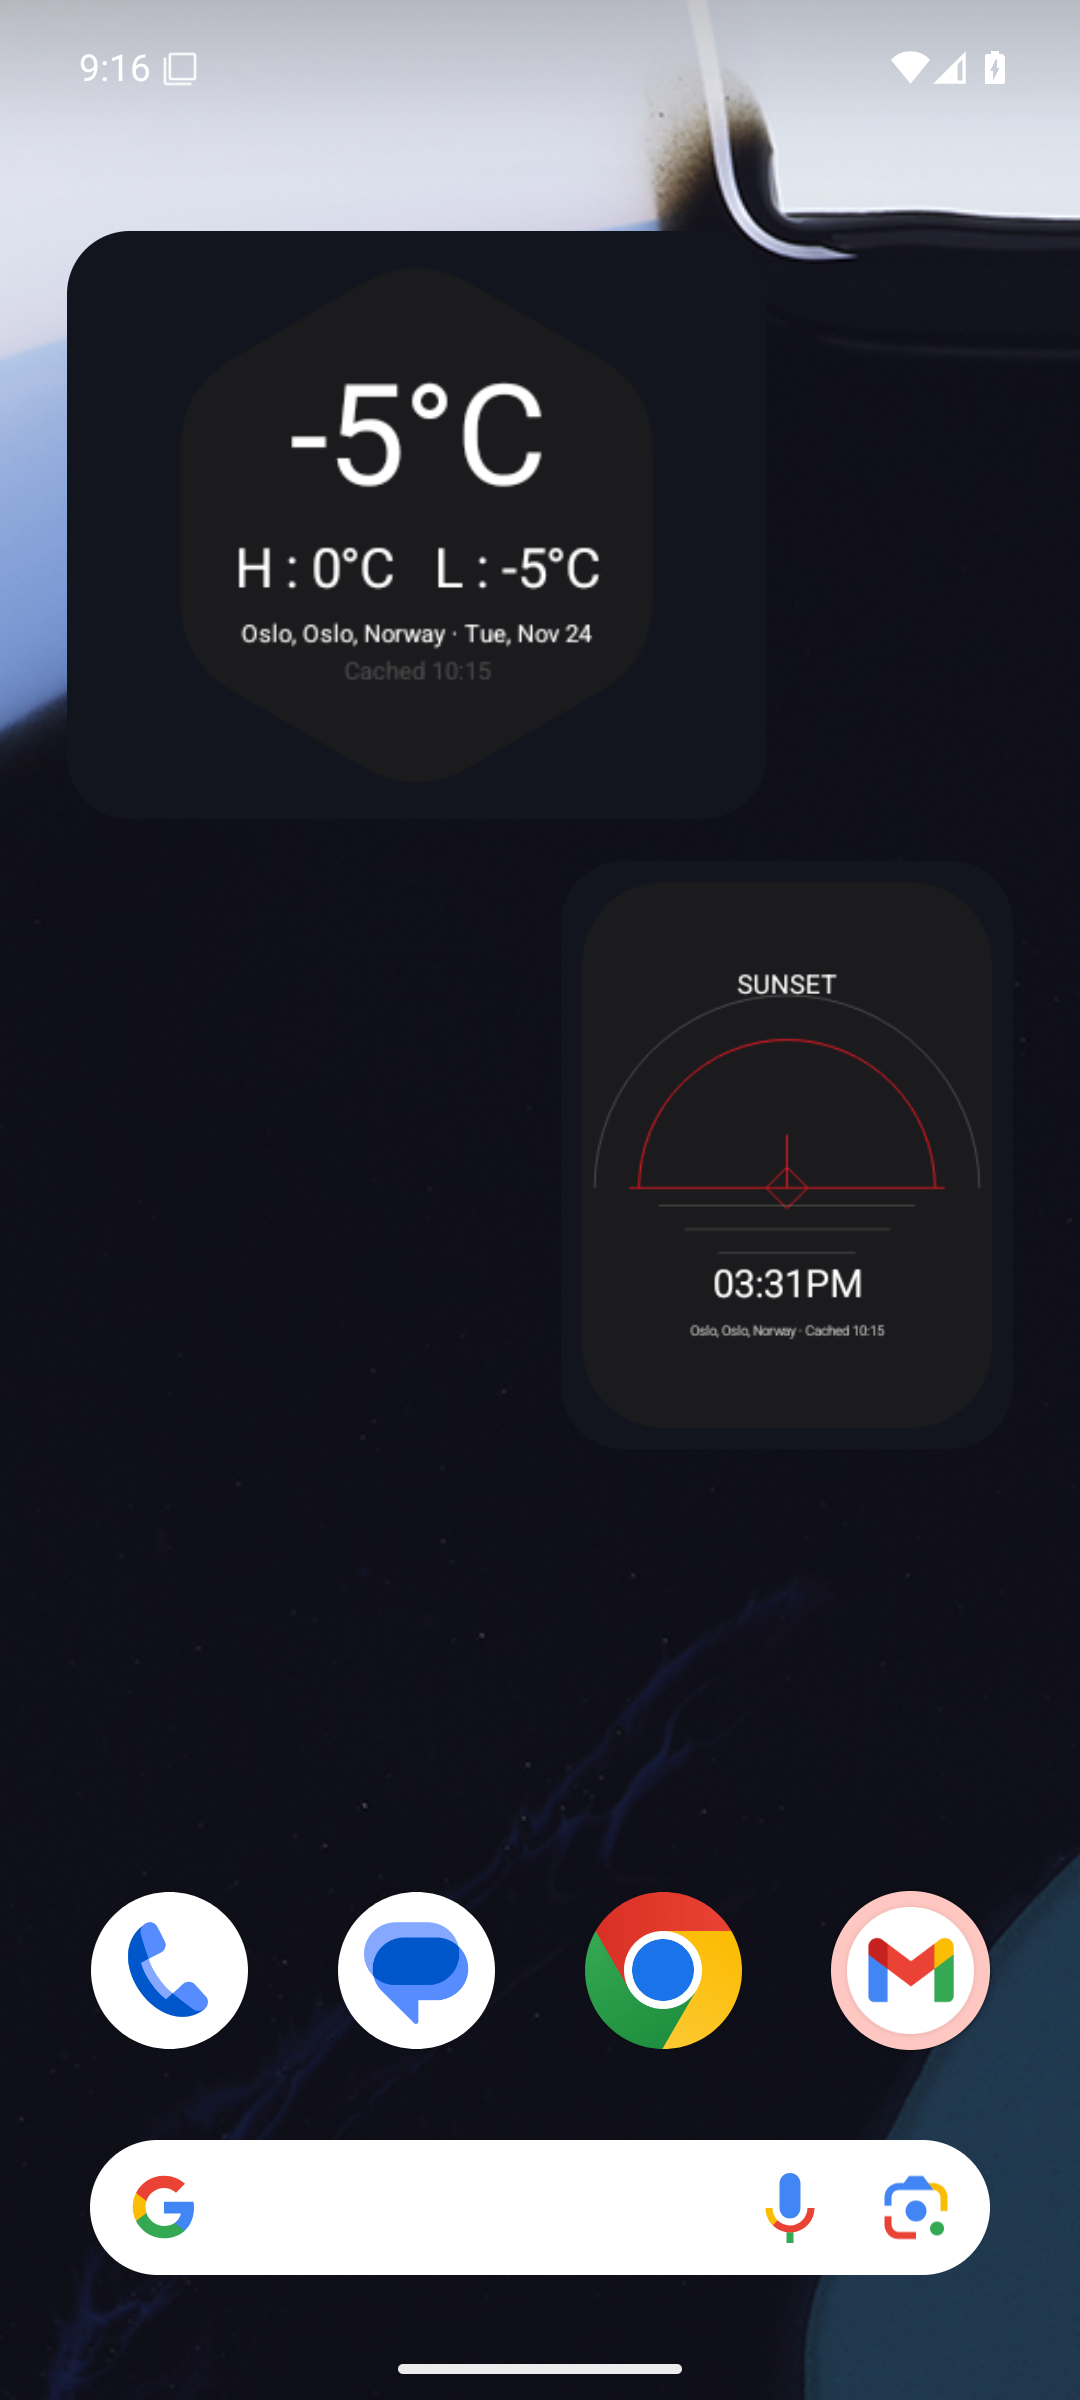 9:16
-5°C
H : 0°C L : -5°C
Oslo, Oslo, Norway · Tue, Nov 24
Cached 10:15
SUNSET
03:31PM
Oslo, Oslo, Norway · Cached 10:15